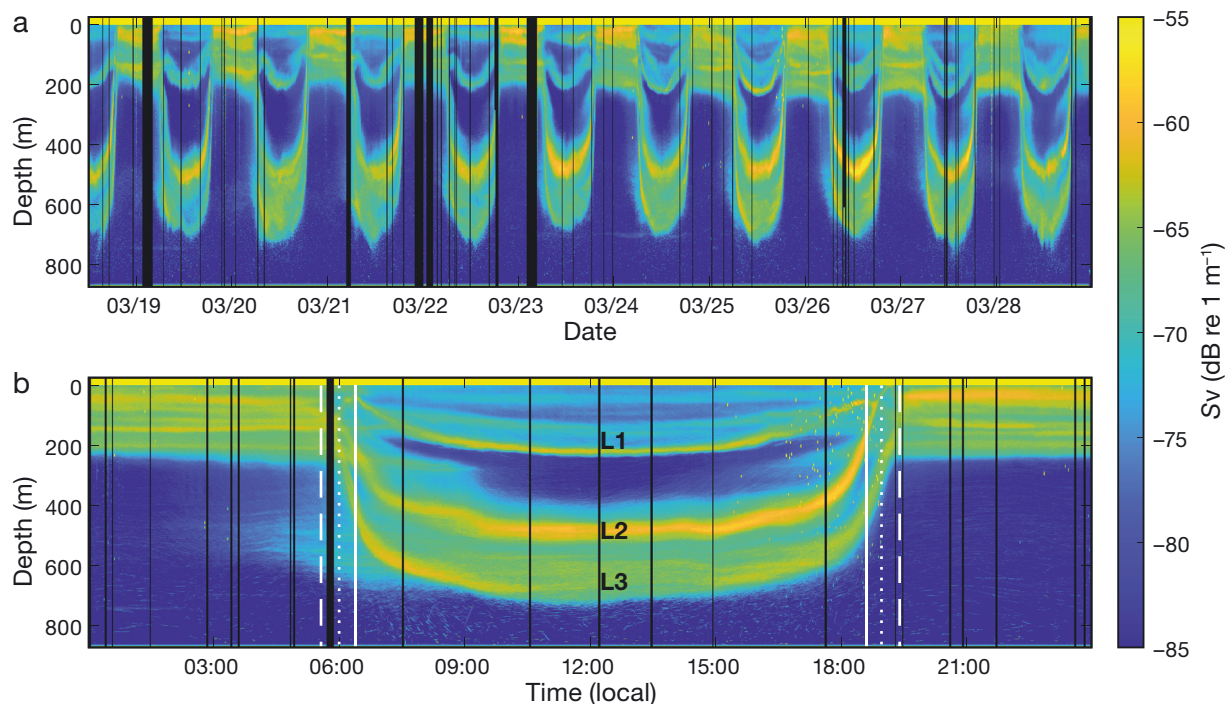 a
0
200
400
600
800
Depth (m)
03/19 03/20 03/21 03/22 03/23 03/24 03/25 03/26 03/27 03/28
Date
b
0
200
400
600
800
Depth (m)
L1
L2
L3
03:00 06:00 09:00 12:00 15:00 18:00 21:00
Time (local)
−55
−60
−65
−70
−75
−80
−85
Sv (dB re 1 m⁻¹)